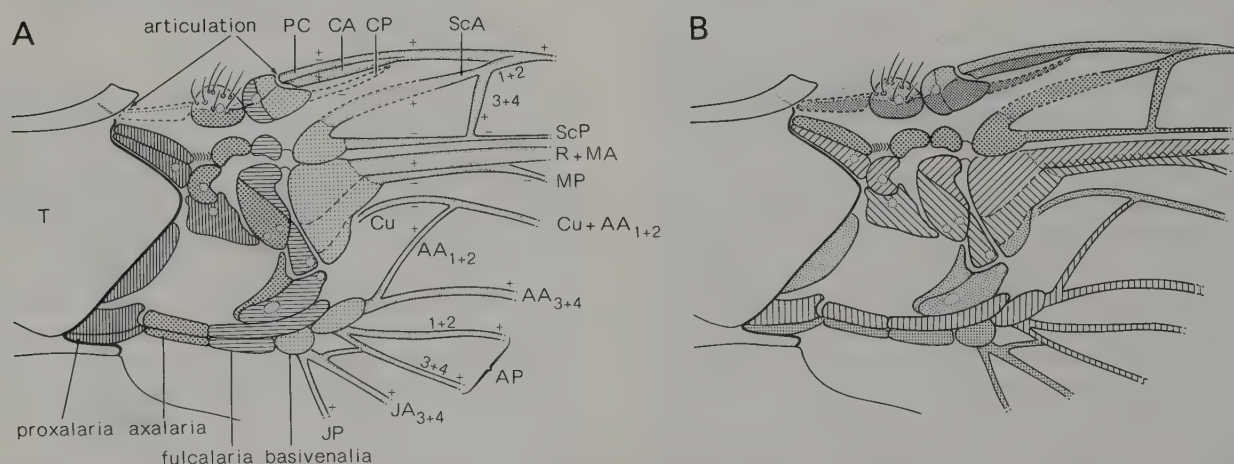 A
B
articulation PC CA CP ScA
+ + + +
1+2
3+4
ScP
R+MA
MP
T
Cu
Cu+AA1+2
AA1+2
AA3+4
1+2
3+4
AP
JA3+4
proxalaria axalaria
JP
fulcalaria basivenalia